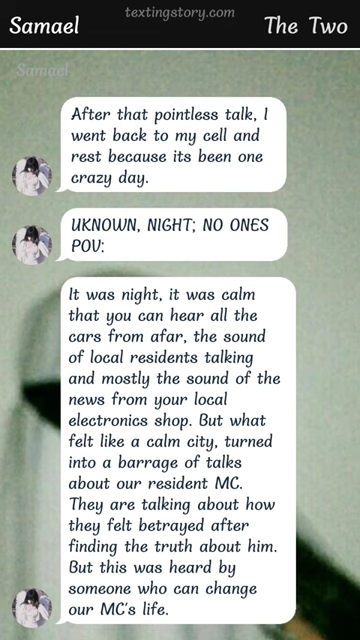 textingstory.com
Samael
The Two
Samael
After that pointless talk, I
went back to my cell and
rest because its been one
crazy day.
UKNOWN, NIGHT; NO ONES
POV:
It was night, it was calm
that you can hear all the
cars from afar, the sound
of local residents talking
and mostly the sound of the
news from your local
electronics shop. But what
felt like a calm city, turned
into a barrage of talks
about our resident MC.
They are talking about how
they felt betrayed after
finding the truth about him.
But this was heard by
someone who can change
our MC's life.